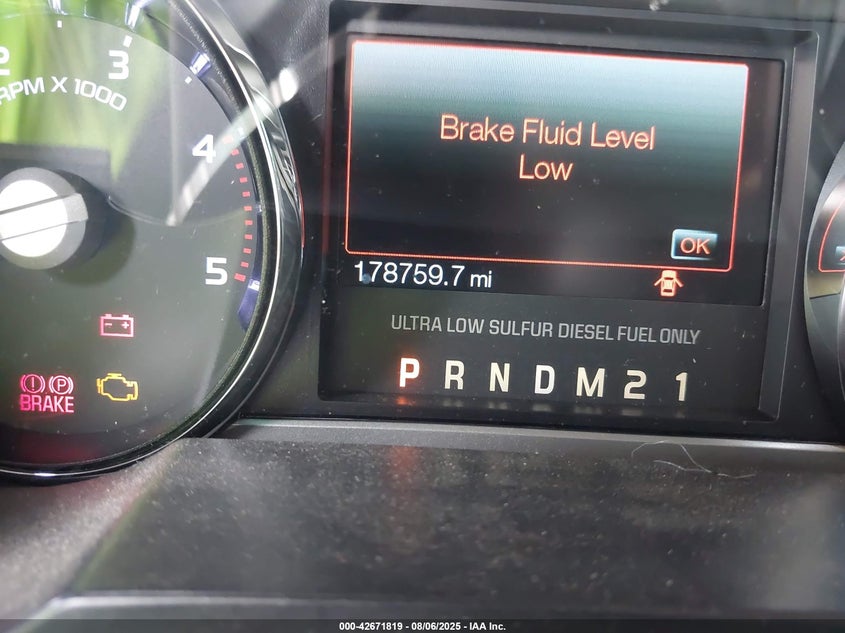 2 3
RPM X 1000
4
5
BRAKE
Brake Fluid Level
Low
OK
178759.7 mi
ULTRA LOW SULFUR DIESEL FUEL ONLY
P R N D M 2 1
000-42671819 - 08/06/2025 - IAA Inc.